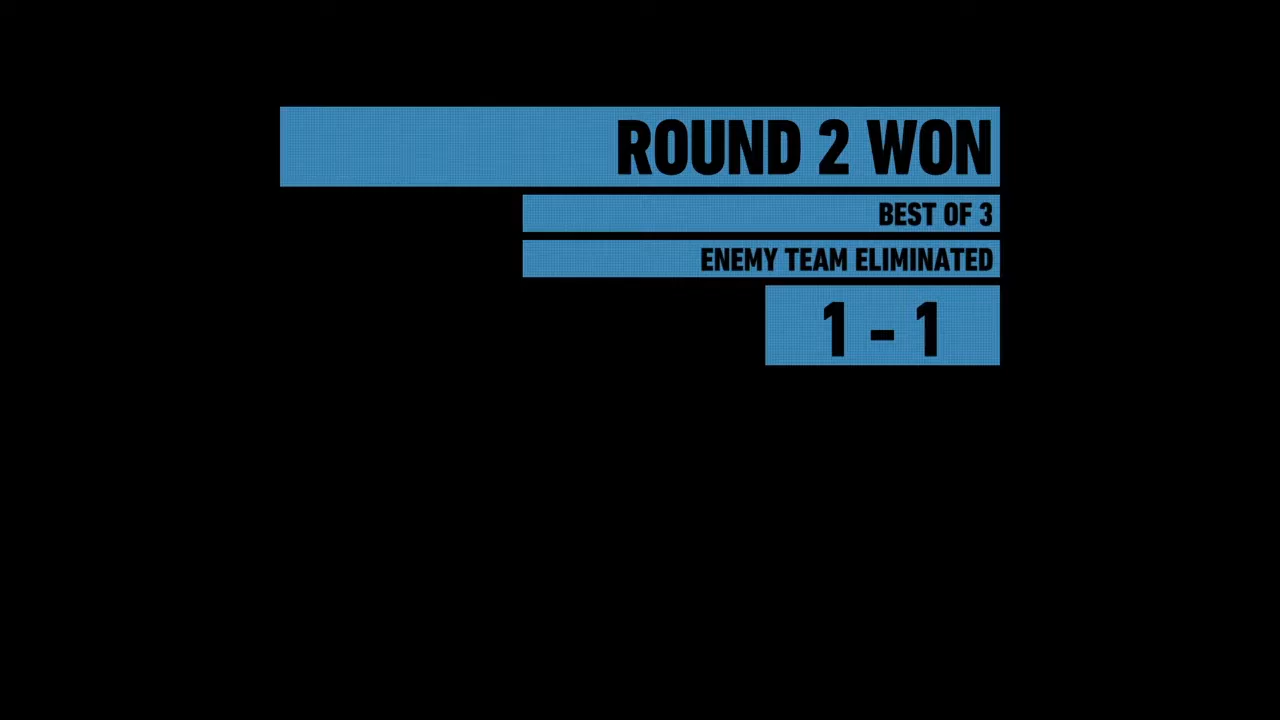 ROUND 2 WON
BEST OF 3
ENEMY TEAM ELIMINATED
1 - 1